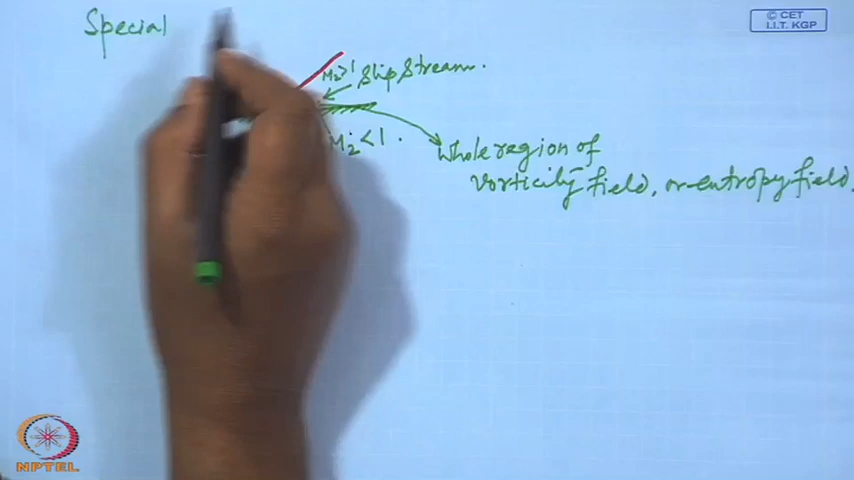 Special
© CET
I.I.T. KGP
M₂>1 Slip Stream.
M₂<1.
Whole region of
Vorticity field, or entropy field.
NPTEL